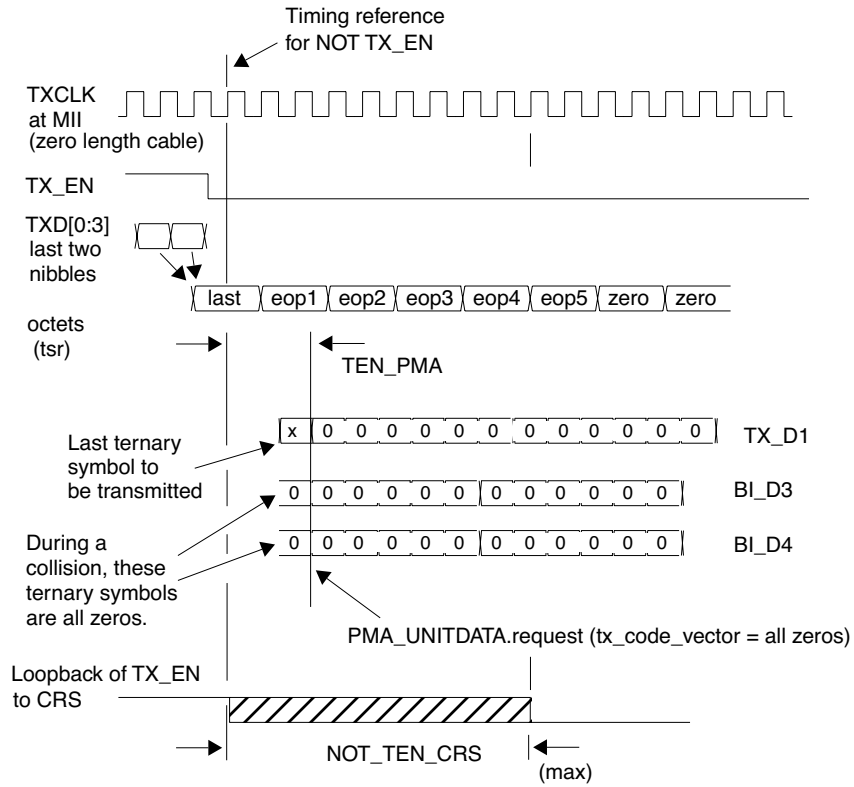 Timing reference
for NOT TX_EN
TXCLK
at MII
(zero length cable)
TX_EN
TXD[0:3]
last two
nibbles
last eop1 eop2 eop3 eop4 eop5 zero zero
octets
(tsr)
TEN_PMA
x 0 0 0 0 0 0 0 0 0 0 0 0 TX_D1
Last ternary
symbol to
be transmitted
0 0 0 0 0 0 0 0 0 0 0 0 BI_D3
0 0 0 0 0 0 0 0 0 0 0 0 BI_D4
During a
collision, these
ternary symbols
are all zeros.
PMA_UNITDATA.request (tx_code_vector = all zeros)
Loopback of TX_EN
to CRS
NOT_TEN_CRS
(max)